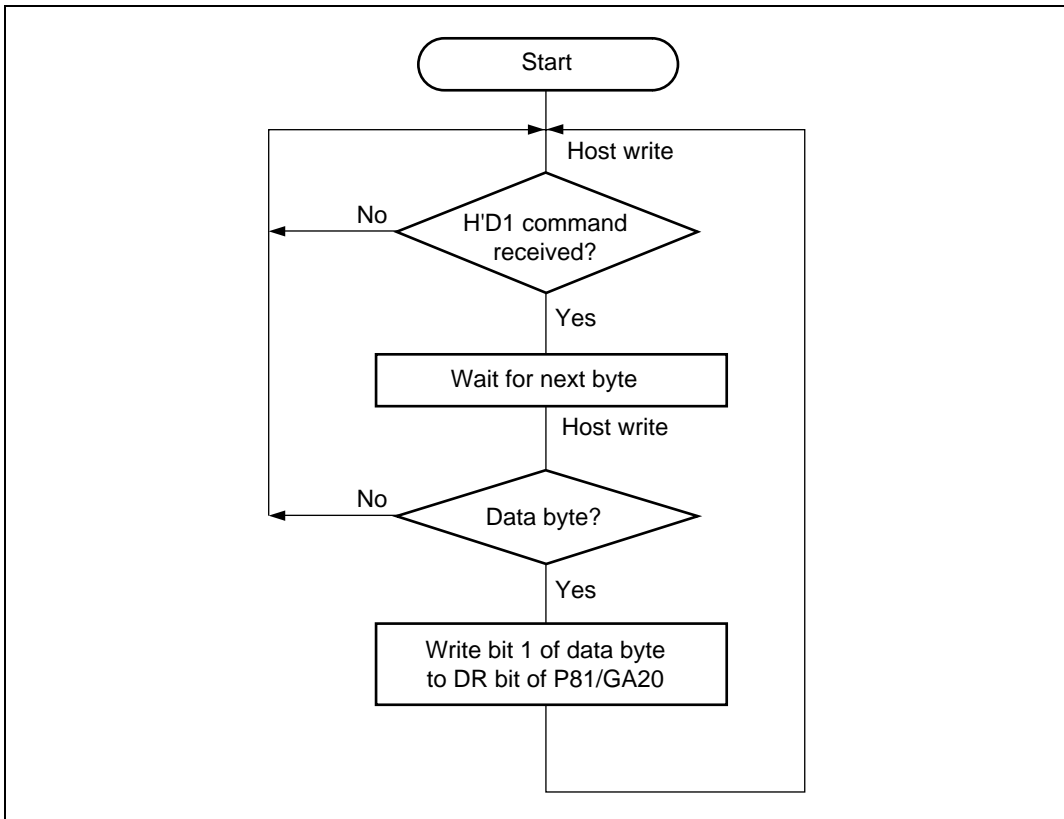 Start
Host write
No
H'D1 command
received?
Yes
Wait for next byte
Host write
No
Data byte?
Yes
Write bit 1 of data byte
to DR bit of P81/GA20